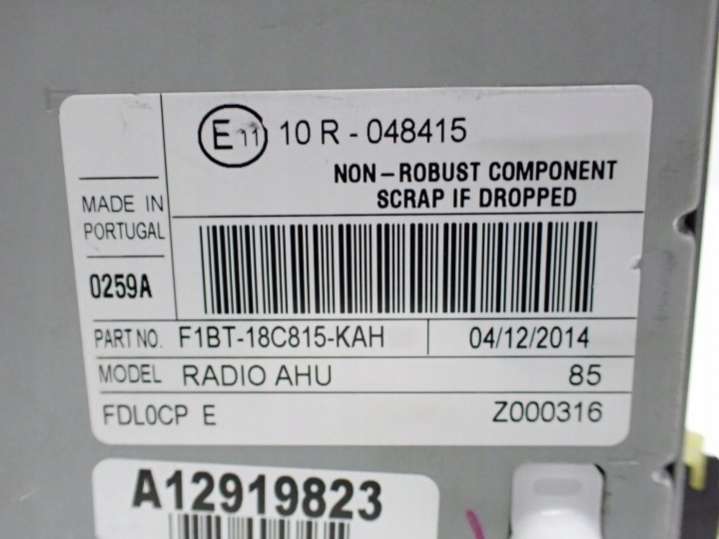 E 11 10 R - 048415
NON-ROBUST COMPONENT
SCRAP IF DROPPED
MADE IN
PORTUGAL
0259A
PART NO. F1BT-18C815-KAH 04/12/2014
MODEL RADIO AHU 85
FDL0CP E Z000316
A12919823